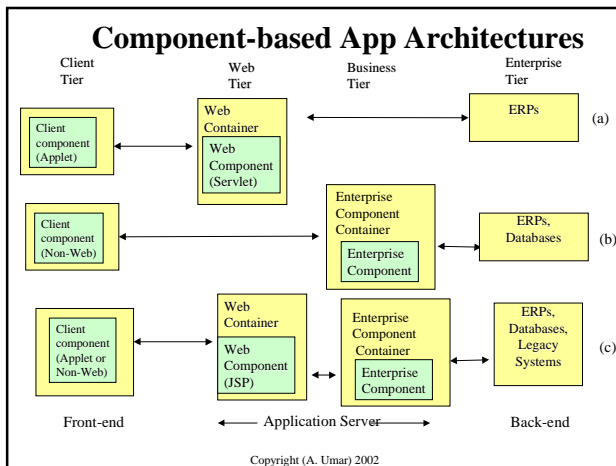 Component-based App Architectures
Client
Tier
Web
Tier
Business
Tier
Enterprise
Tier
Client
component
(Applet)
Web
Container
Web
Component
(Servlet)
ERPs
(a)
Client
component
(Non-Web)
Enterprise
Component
Container
Enterprise
Component
ERPs,
Databases
(b)
Client
component
(Applet or
Non-Web)
Web
Container
Web
Component
(JSP)
Enterprise
Component
Container
Enterprise
Component
ERPs,
Databases,
Legacy
Systems
(c)
Front-end
Application Server
Back-end
Copyright (A. Umar) 2002